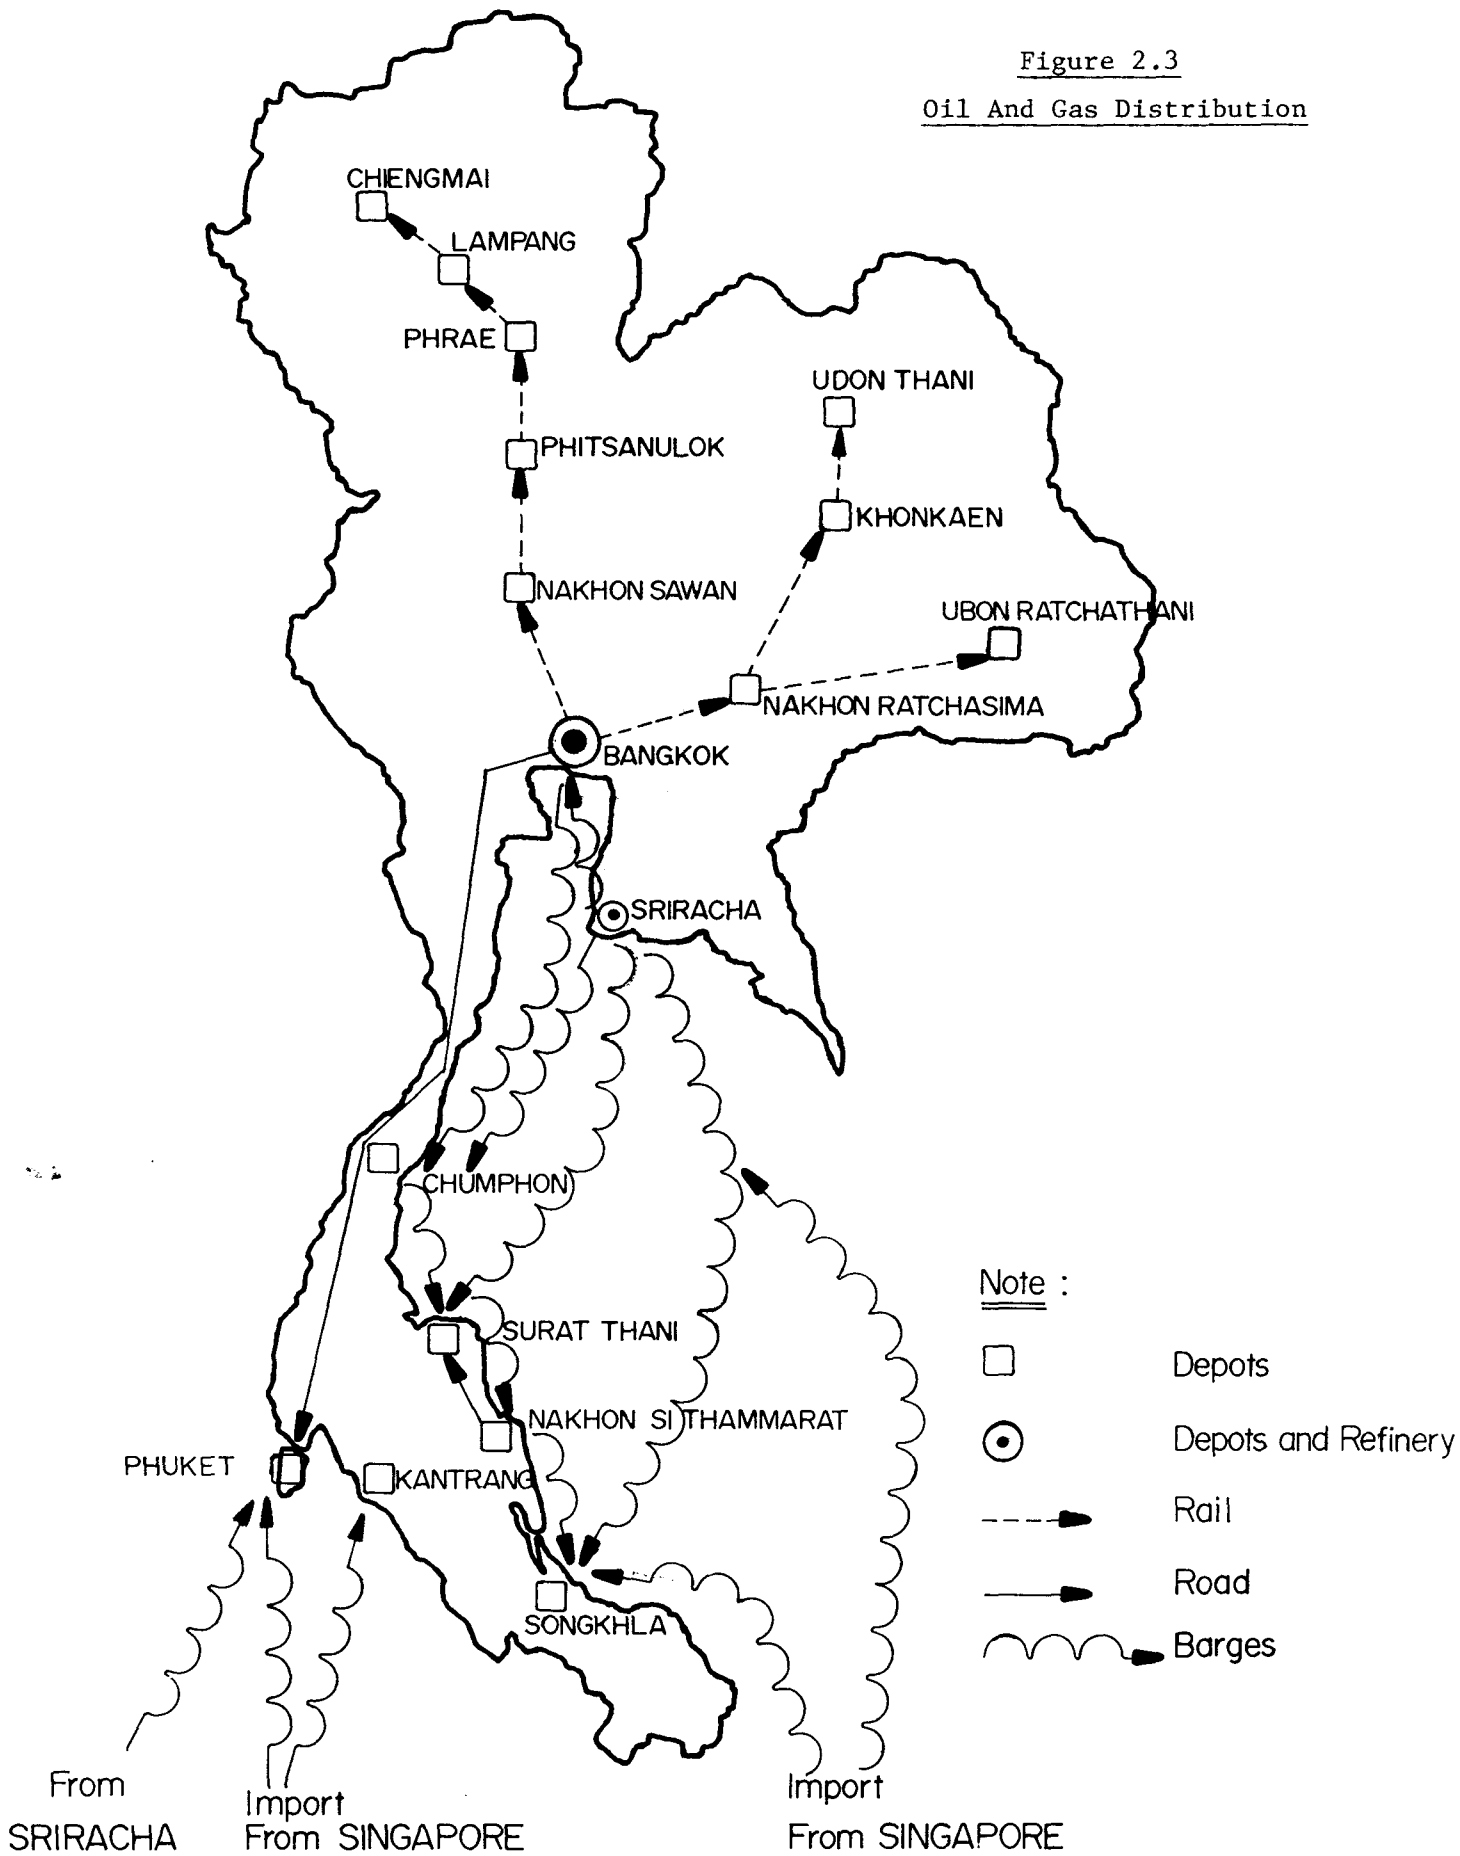 Figure 2.3
Oil And Gas Distribution
CHIENGMAI
LAMPANG
PHRAE
UDON THANI
PHITSANULOK
KHONKAEN
NAKHON SAWAN
UBON RATCHATHANI
NAKHON RATCHASIMA
BANGKOK
SRIRACHA
CHUMPHON
SURAT THANI
NAKHON SI THAMMARAT
PHUKET
KANTRANG
SONGKHLA
Note :
Depots
Depots and Refinery
Rail
Road
Barges
From
SRIRACHA
Import
From SINGAPORE
Import
From SINGAPORE